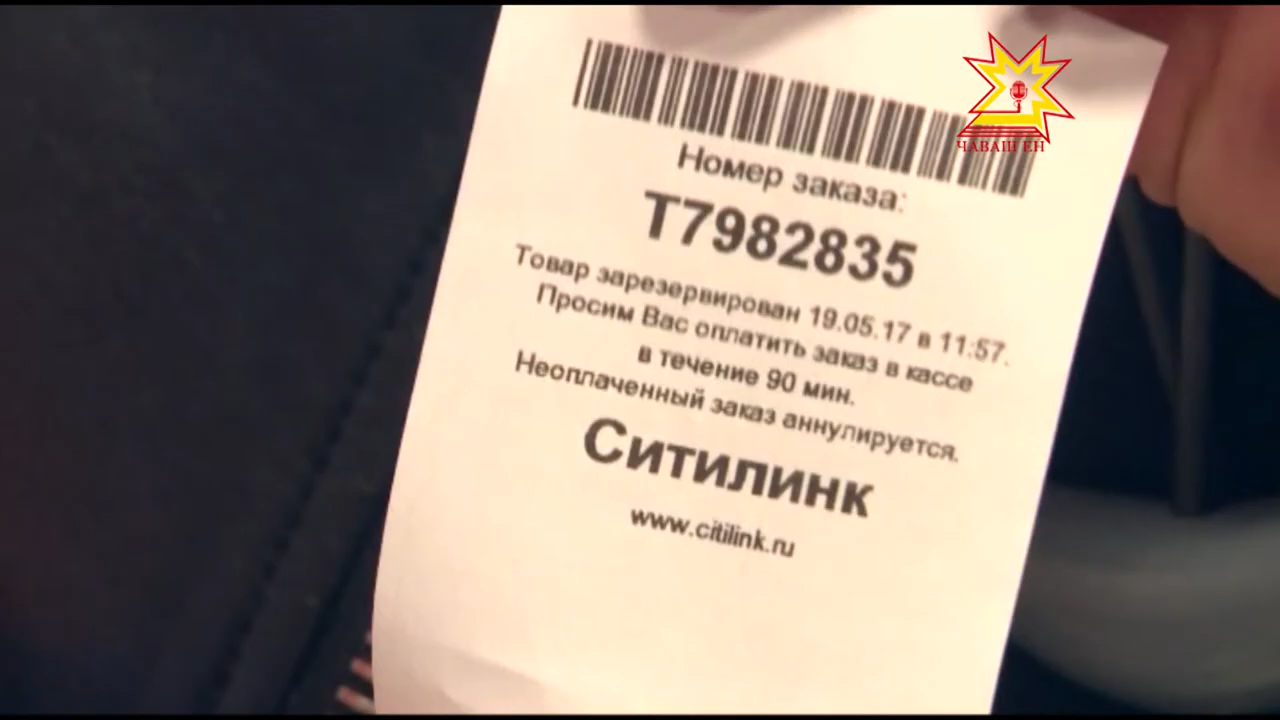 ЧАВАШ ЕН
Номер заказа:
Т7982835
Товар зарезервирован 19.05.17 в 11:57.
Просим Вас оплатить заказ в кассе
в течение 90 мин.
Неоплаченный заказ аннулируется.
Ситилинк
www.citilink.ru